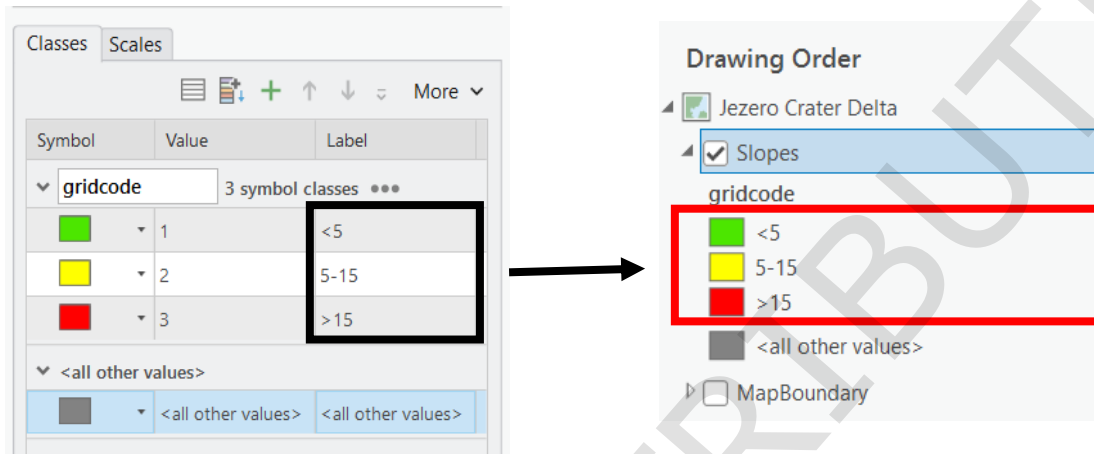 Classes Scales
More
Symbol Value Label
gridcode 3 symbol classes
1 <5
2 5-15
3 >15
<all other values>
<all other values> <all other values>
Drawing Order
Jezero Crater Delta
Slopes
gridcode
<5
5-15
>15
<all other values>
MapBoundary
RIBUT